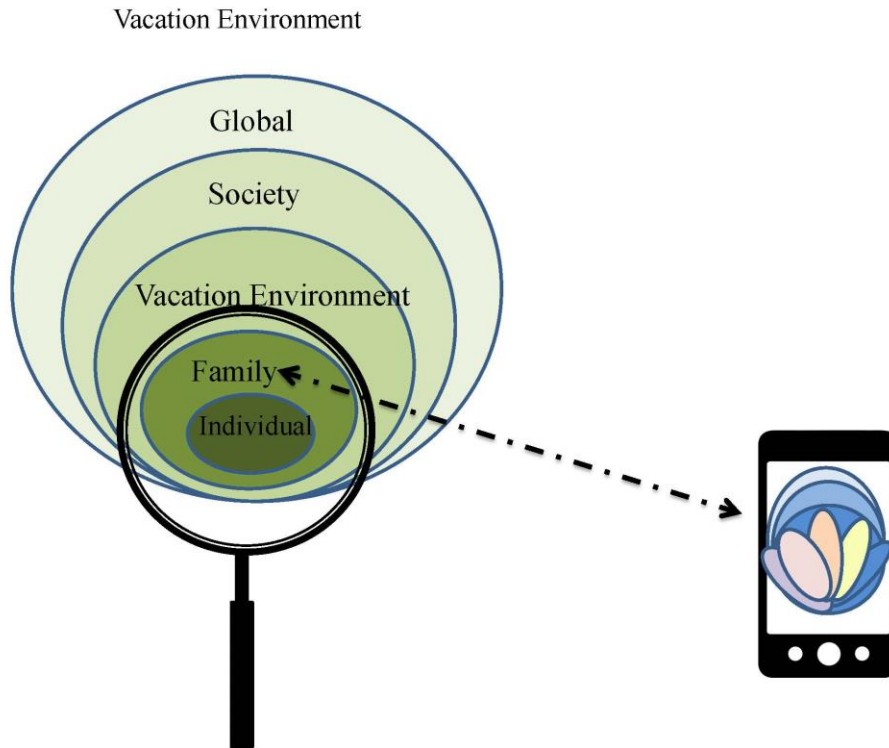 Vacation Environment
Global
Society
Vacation Environment
Family
Individual